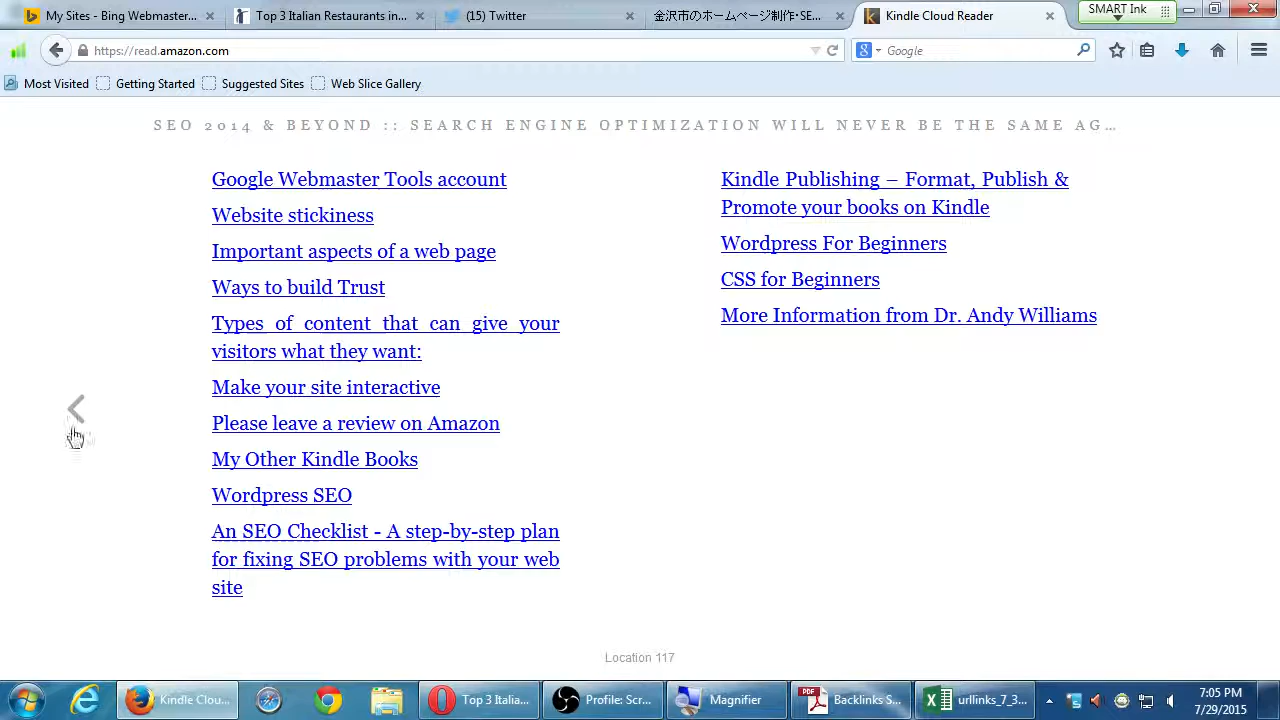 My Sites - Bing Webmaster...
Top 3 Italian Restaurants in...
(15) Twitter
金沢市のホームページ制作・SE...
Kindle Cloud Reader
SMART Ink
https://read.amazon.com
Google
Most Visited
Getting Started
Suggested Sites
Web Slice Gallery
SEO 2014 & BEYOND :: SEARCH ENGINE OPTIMIZATION WILL NEVER BE THE SAME AG...
Google Webmaster Tools account
Website stickiness
Important aspects of a web page
Ways to build Trust
Types of content that can give your
visitors what they want:
Make your site interactive
Please leave a review on Amazon
My Other Kindle Books
Wordpress SEO
An SEO Checklist - A step-by-step plan
for fixing SEO problems with your web
site
Kindle Publishing – Format, Publish &
Promote your books on Kindle
Wordpress For Beginners
CSS for Beginners
More Information from Dr. Andy Williams
Location 117
Kindle Clou...
Top 3 Italia...
Profile: Scr...
Magnifier
Backlinks S...
urllinks_7_3...
7:05 PM
7/29/2015